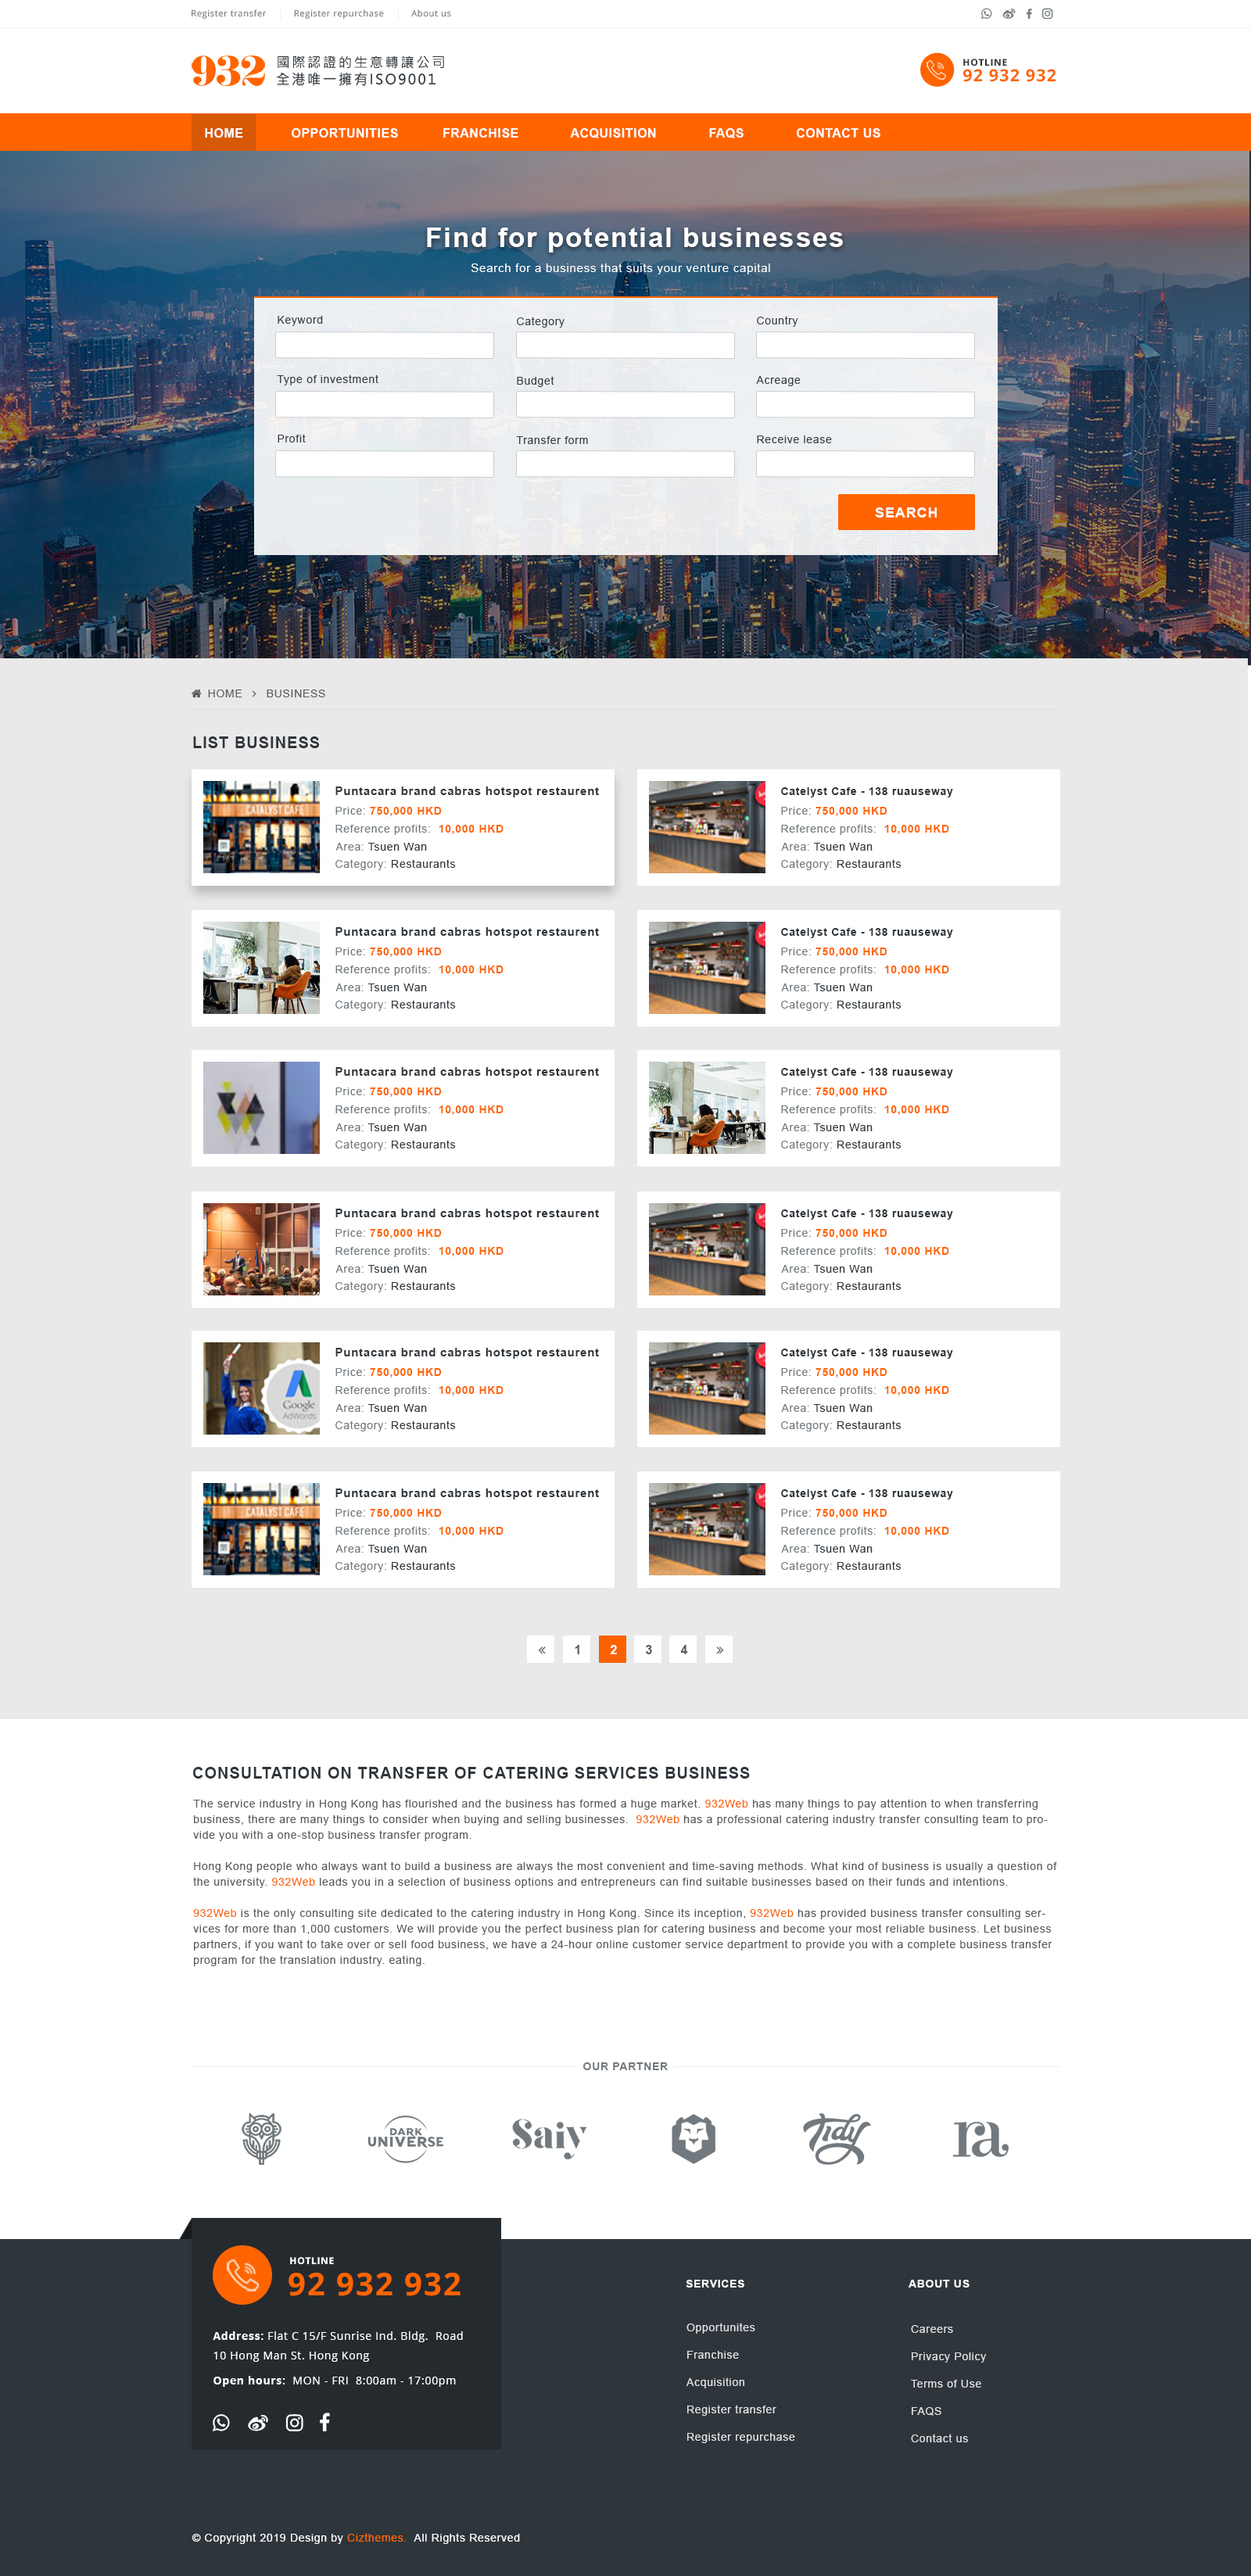 Register transfer
Register repurchase
About us
932
國際認證的生意轉讓公司
全港唯一擁有ISO9001
HOTLINE
92 932 932
HOME
OPPORTUNITIES
FRANCHISE
ACQUISITION
FAQS
CONTACT US
Find for potential businesses
Search for a business that suits your venture capital
Keyword
Category
Country
Type of investment
Budget
Acreage
Profit
Transfer form
Receive lease
SEARCH
HOME > BUSINESS
LIST BUSINESS
CATALYST CAFE
Puntacara brand cabras hotspot restaurent
Price: 750,000 HKD
Reference profits: 10,000 HKD
Area: Tsuen Wan
Category: Restaurants
Catelyst Cafe - 138 ruauseway
Price: 750,000 HKD
Reference profits: 10,000 HKD
Area: Tsuen Wan
Category: Restaurants
Puntacara brand cabras hotspot restaurent
Price: 750,000 HKD
Reference profits: 10,000 HKD
Area: Tsuen Wan
Category: Restaurants
Catelyst Cafe - 138 ruauseway
Price: 750,000 HKD
Reference profits: 10,000 HKD
Area: Tsuen Wan
Category: Restaurants
Puntacara brand cabras hotspot restaurent
Price: 750,000 HKD
Reference profits: 10,000 HKD
Area: Tsuen Wan
Category: Restaurants
Catelyst Cafe - 138 ruauseway
Price: 750,000 HKD
Reference profits: 10,000 HKD
Area: Tsuen Wan
Category: Restaurants
Puntacara brand cabras hotspot restaurent
Price: 750,000 HKD
Reference profits: 10,000 HKD
Area: Tsuen Wan
Category: Restaurants
Catelyst Cafe - 138 ruauseway
Price: 750,000 HKD
Reference profits: 10,000 HKD
Area: Tsuen Wan
Category: Restaurants
Google
AdWords
Puntacara brand cabras hotspot restaurent
Price: 750,000 HKD
Reference profits: 10,000 HKD
Area: Tsuen Wan
Category: Restaurants
Catelyst Cafe - 138 ruauseway
Price: 750,000 HKD
Reference profits: 10,000 HKD
Area: Tsuen Wan
Category: Restaurants
CATALYST CAFE
Puntacara brand cabras hotspot restaurent
Price: 750,000 HKD
Reference profits: 10,000 HKD
Area: Tsuen Wan
Category: Restaurants
Catelyst Cafe - 138 ruauseway
Price: 750,000 HKD
Reference profits: 10,000 HKD
Area: Tsuen Wan
Category: Restaurants
« 1 2 3 4 »
CONSULTATION ON TRANSFER OF CATERING SERVICES BUSINESS
The service industry in Hong Kong has flourished and the business has formed a huge market. 932Web has many things to pay attention to when transferring
business, there are many things to consider when buying and selling businesses. 932Web has a professional catering industry transfer consulting team to pro-
vide you with a one-stop business transfer program.
Hong Kong people who always want to build a business are always the most convenient and time-saving methods. What kind of business is usually a question of
the university. 932Web leads you in a selection of business options and entrepreneurs can find suitable businesses based on their funds and intentions.
932Web is the only consulting site dedicated to the catering industry in Hong Kong. Since its inception, 932Web has provided business transfer consulting ser-
vices for more than 1,000 customers. We will provide you the perfect business plan for catering business and become your most reliable business. Let business
partners, if you want to take over or sell food business, we have a 24-hour online customer service department to provide you with a complete business transfer
program for the translation industry. eating.
OUR PARTNER
DARK
UNIVERSE
Saiy
Tidy
ra
HOTLINE
92 932 932
Address: Flat C 15/F Sunrise Ind. Bldg. Road
10 Hong Man St. Hong Kong
Open hours: MON - FRI 8:00am - 17:00pm
SERVICES
Opportunites
Franchise
Acquisition
Register transfer
Register repurchase
ABOUT US
Careers
Privacy Policy
Terms of Use
FAQS
Contact us
© Copyright 2019 Design by Cizthemes. All Rights Reserved